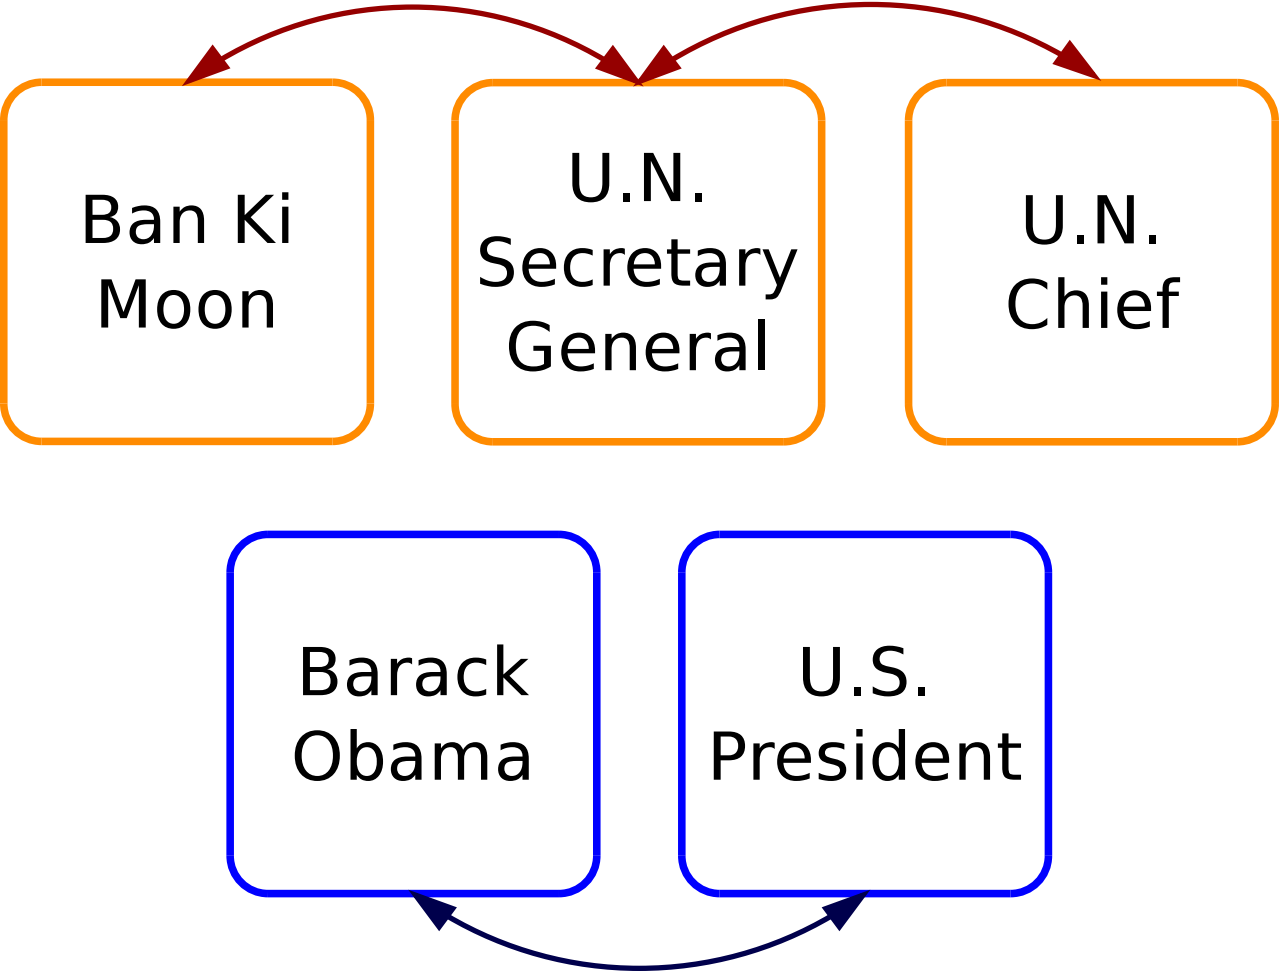 Ban Ki
Moon
U.N.
Secretary
General
U.N.
Chief
Barack
Obama
U.S.
President